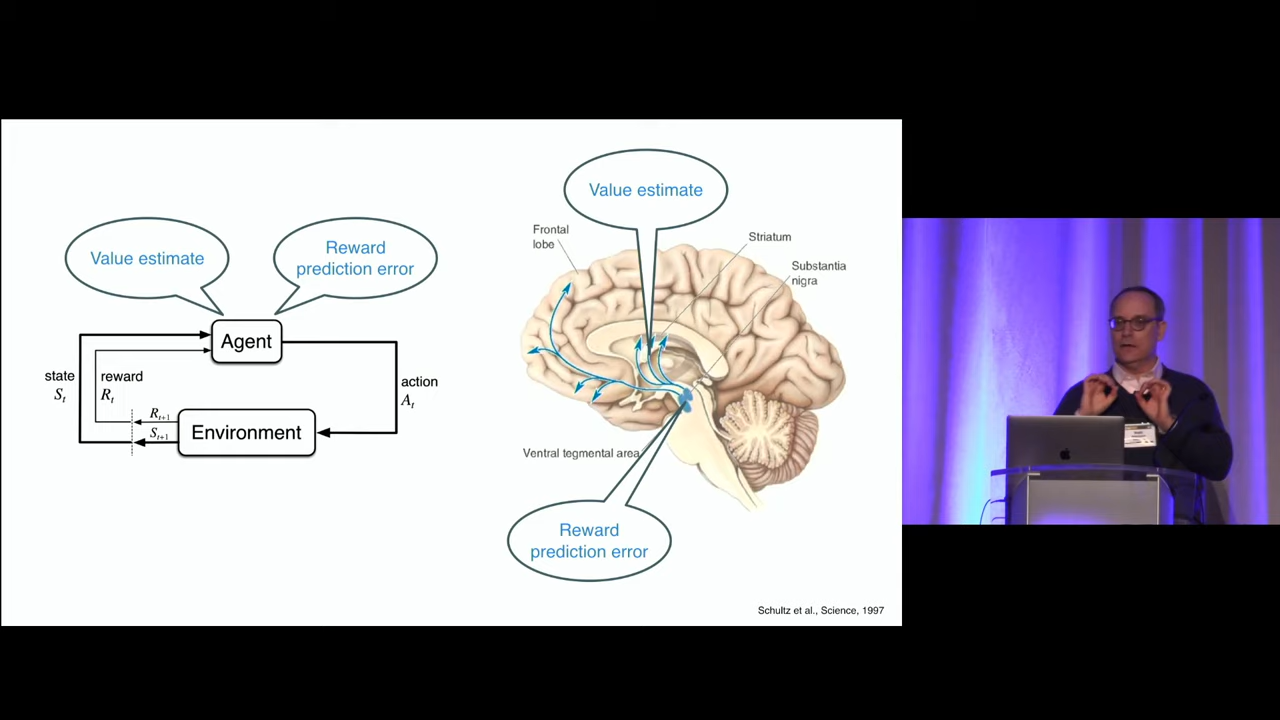 Value estimate
Reward
prediction error
Agent
state
S_t
reward
R_t
action
A_t
R_{t+1}
S_{t+1}
Environment
Value estimate
Frontal
lobe
Striatum
Substantia
nigra
Ventral tegmental area
Reward
prediction error
Schultz et al., Science, 1997